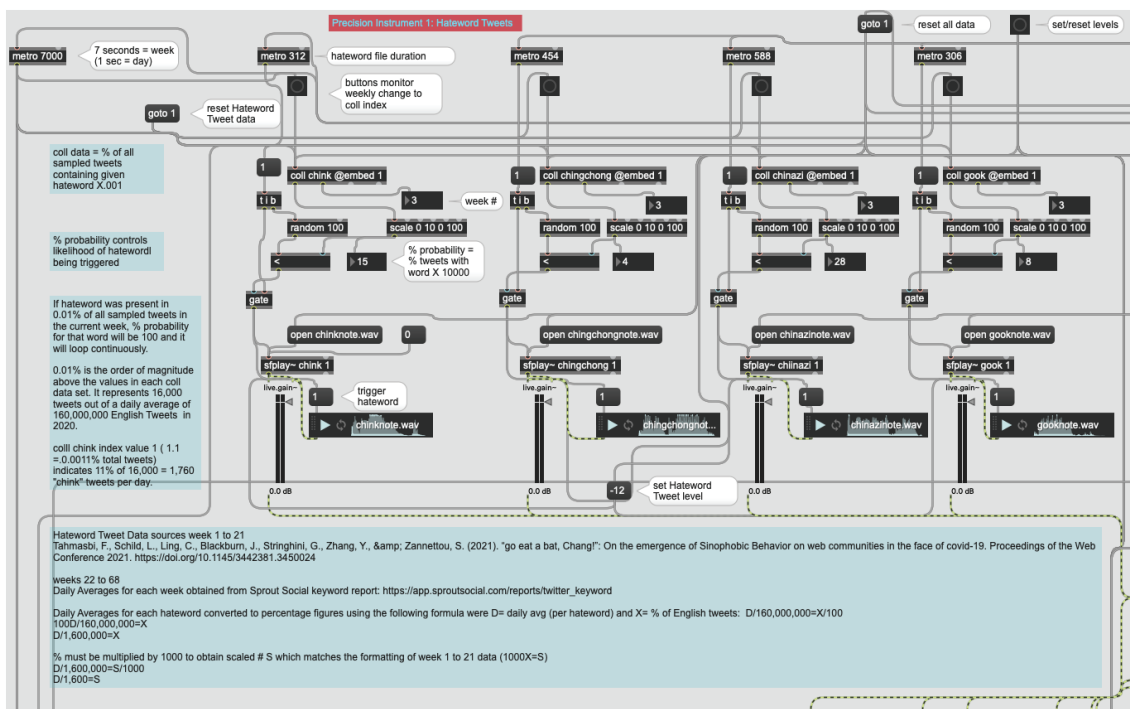 Precision Instrument 1: Hateword Tweets
goto 1
reset all data
set/reset levels
metro 7000
7 seconds = week
(1 sec = day)
metro 312
hateword file duration
metro 454
metro 588
metro 306
buttons monitor
weekly change to
coll index
goto 1
reset Hateword
Tweet data
coll data = % of all
sampled tweets
containing given
hateword X.001
1
coll chink @embed 1
1
coll chingchong @embed 1
1
coll chinazi @embed 1
1
coll gook @embed 1
t i b
3
week #
t i b
3
t i b
3
t i b
3
random 100
scale 0 10 0 100
random 100
scale 0 10 0 100
random 100
scale 0 10 0 100
random 100
scale 0 10 0 100
% probability controls
likelihood of hatewordl
being triggered
<
15
% probability =
% tweets with
word X 10000
<
4
<
28
<
8
gate
gate
gate
gate
If hateword was present in
0.01% of all sampled tweets in
the current week, % probability
for that word will be 100 and it
will loop continuously.
0.01% is the order of magnitude
above the values in each coll
data set. It represents 16,000
tweets out of a daily average of
160,000,000 English Tweets in
2020.
coll chink index value 1 ( 1.1
=.0011% total tweets)
indicates 11% of 16,000 = 1,760
"chink" tweets per day.
open chinknote.wav
0
open chingchongnote.wav
open chinazinote.wav
open gooknote.wav
sfplay~ chink 1
sfplay~ chingchong 1
sfplay~ chlinazi 1
sfplay~ gook 1
live.gain~
live.gain~
live.gain~
live.gain~
1
trigger
hateword
1
1
1
chinknote.wav
chingchongnot...
chinazinote.wav
gooknote.wav
0.0 dB
0.0 dB
0.0 dB
0.0 dB
-12
set Hateword
Tweet level
Hateword Tweet Data sources week 1 to 21
Tahmasbi, F., Schild, L., Ling, C., Blackburn, J., Stringhini, G., Zhang, Y., &amp; Zannettou, S. (2021). "go eat a bat, Chang!": On the emergence of Sinophobic Behavior on web communities in the face of covid-19. Proceedings of the Web
Conference 2021. https://doi.org/10.1145/3442381.3450024
weeks 22 to 68
Daily Averages for each week obtained from Sprout Social keyword report: https://app.sproutsocial.com/reports/twitter_keyword
Daily Averages for each hateword converted to percentage figures using the following formula were D= daily avg (per hateword) and X= % of English tweets: D/160,000,000=X/100
100D/160,000,000=X
D/1,600,000=X
% must be multiplied by 1000 to obtain scaled # S which matches the formatting of week 1 to 21 data (1000X=S)
D/1,600,000=S/1000
D/1,600=S